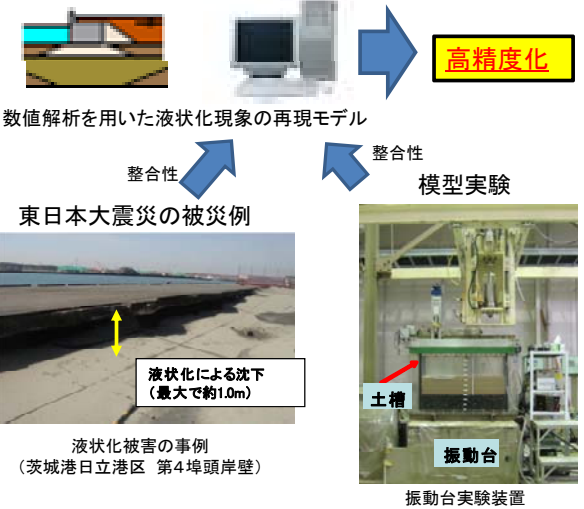 高精度化
数値解析を用いた液状化現象の再現モデル
整合性
整合性
模型実験
東日本大震災の被災例
液状化による沈下
(最大で約1.0m)
土槽
振動台
液状化被害の事例
(茨城港日立港区 第4埠頭岸壁)
振動台実験装置